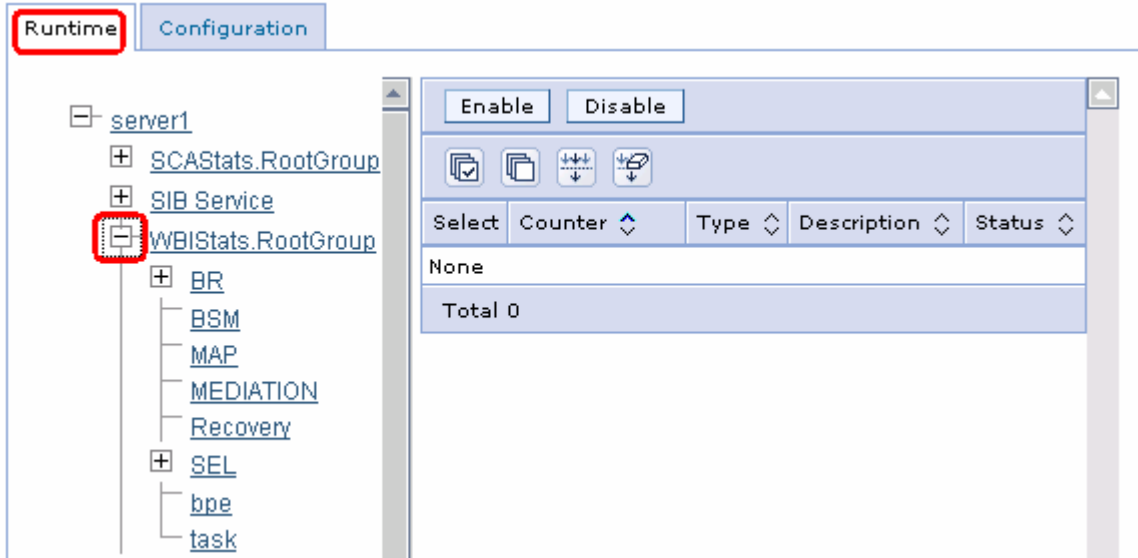 Runtime Configuration
server1
SCAStats.RootGroup
SIB Service
WBIStats.RootGroup
BR
BSM
MAP
MEDIATION
Recovery
SEL
bpe
task
Enable Disable
Select Counter Type Description Status
None
Total 0